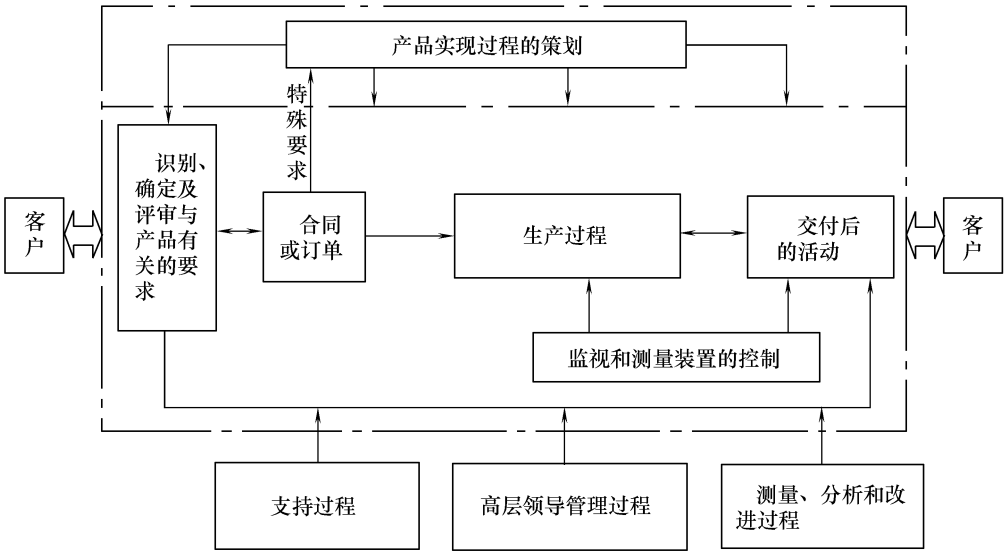 产品实现过程的策划
特
殊
要
求
识别、
确定及
评审与
产品有
关的要
求
客
户
合同
或订单
生产过程
交付后
的活动
客
户
监视和测量装置的控制
支持过程
高层领导管理过程
测量、分析和改
进过程